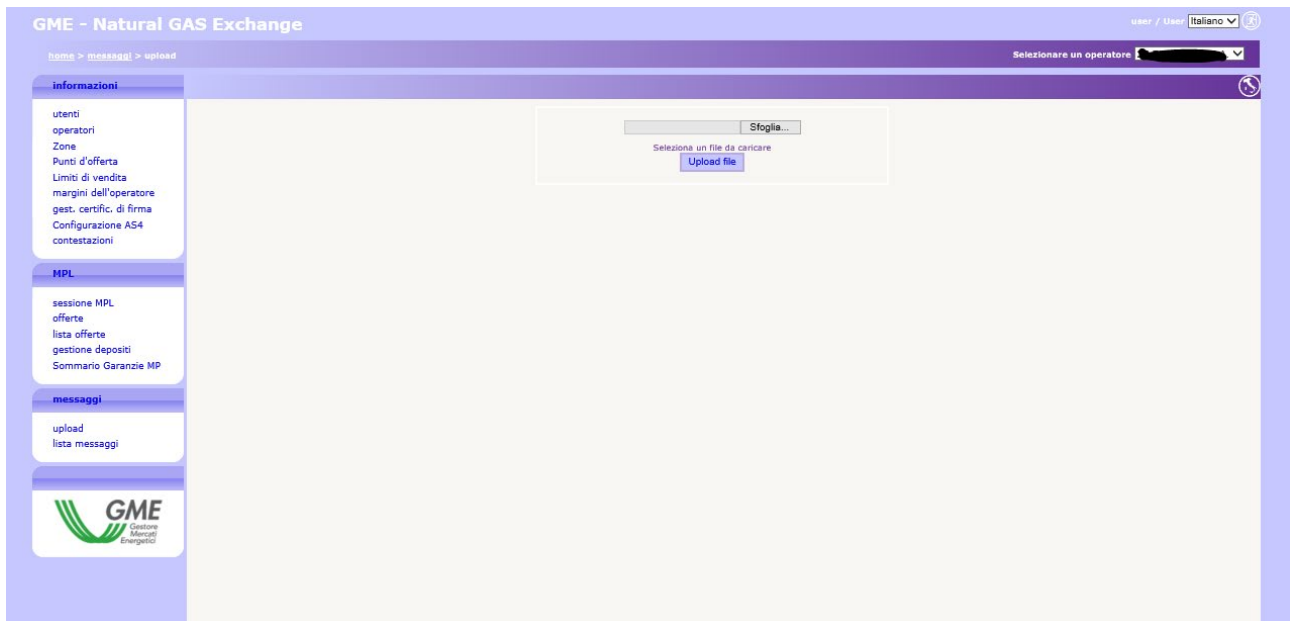 GME - Natural GAS Exchange
user / User Italiano
home > messaggi > upload
Selezionare un operatore
informazioni
utenti
operatori
Zone
Punti d'offerta
Limiti di vendita
margini dell'operatore
gest. certific. di firma
Configurazione AS4
contestazioni
MPL
sessione MPL
offerte
lista offerte
gestione depositi
Sommario Garanzie MP
messaggi
upload
lista messaggi
GME
Gestore
Mercati
Energetici
Sfoglia...
Seleziona un file da caricare
Upload file